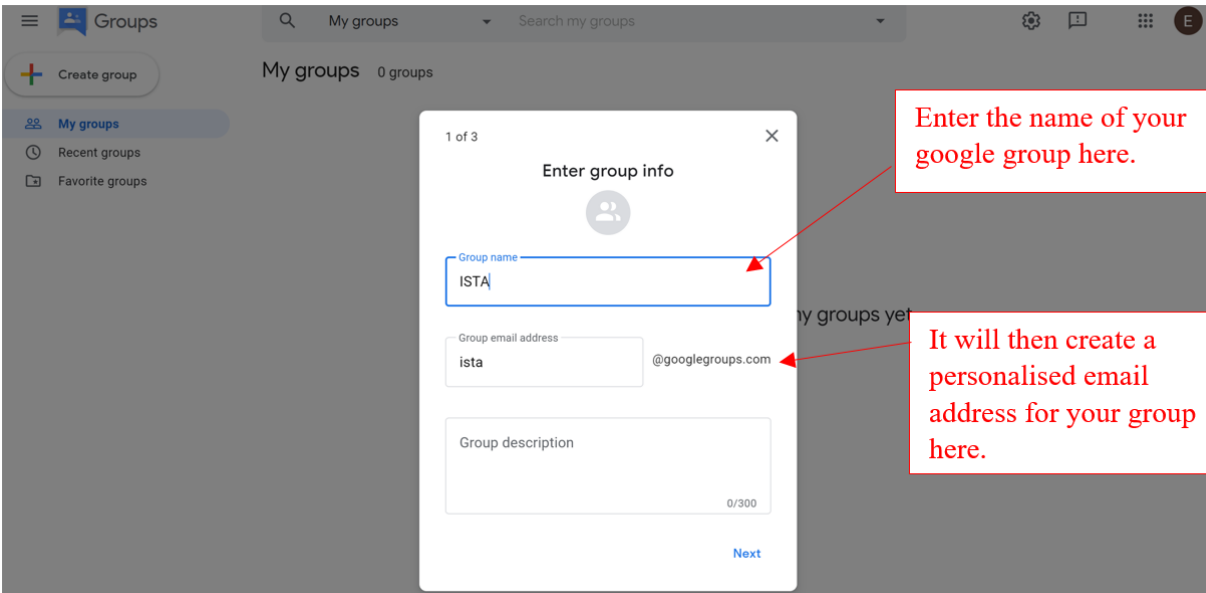 Groups
My groups
Search my groups
E
Create group
My groups 0 groups
My groups
Recent groups
Favorite groups
1 of 3
Enter group info
Group name
ISTA
Group email address
ista
@googlegroups.com
Group description
0/300
Next
Enter the name of your
google group here.
ny groups yet
It will then create a
personalised email
address for your group
here.